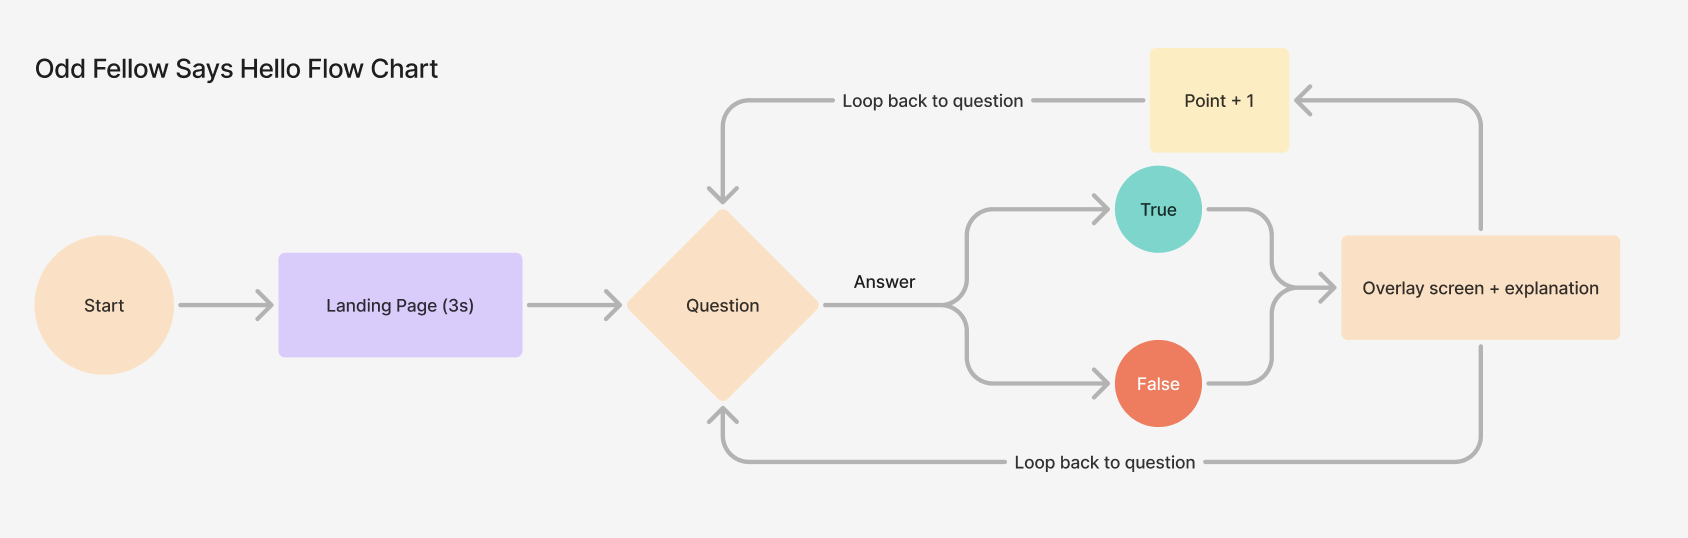 Odd Fellow Says Hello Flow Chart
Loop back to question
Point + 1
True
Answer
Start
Landing Page (3s)
Question
Overlay screen + explanation
False
Loop back to question